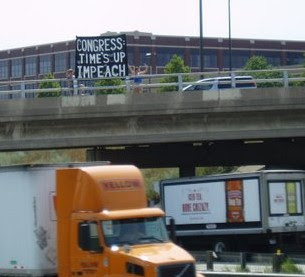 CONGRESS:
TIME'S UP
IMPEACH
YELLOW